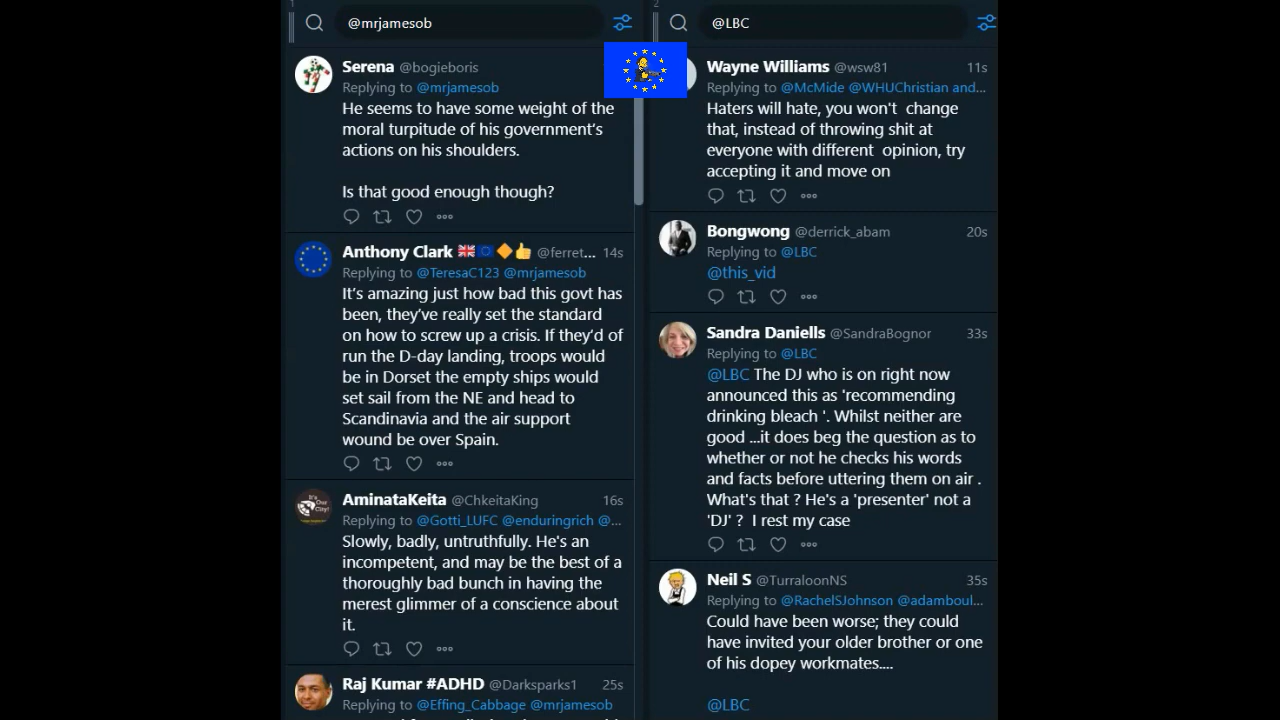 1
@mrjamesob
Serena @bogieboris
Replying to @mrjamesob
He seems to have some weight of the
moral turpitude of his government's
actions on his shoulders.
Is that good enough though?
Anthony Clark 🇬🇧🇪🇺🔶👍 @ferret... 14s
Replying to @TeresaC123 @mrjamesob
It's amazing just how bad this govt has
been, they've really set the standard
on how to screw up a crisis. If they'd of
run the D-day landing, troops would
be in Dorset the empty ships would
set sail from the NE and head to
Scandinavia and the air support
wound be over Spain.
It's Our
City!
AminataKeita @ChkeitaKing 16s
Replying to @Gotti_LUFC @enduringrich @...
Slowly, badly, untruthfully. He's an
incompetent, and may be the best of a
thoroughly bad bunch in having the
merest glimmer of a conscience about
it.
Raj Kumar #ADHD @Darksparks1 25s
Replying to @Effing_Cabbage @mrjamesob
2
@LBC
Wayne Williams @wsw81 11s
Replying to @McMide @WHUChristian and...
Haters will hate, you won't change
that, instead of throwing shit at
everyone with different opinion, try
accepting it and move on
Bongwong @derrick_abam 20s
Replying to @LBC
@this_vid
Sandra Daniells @SandraBognor 33s
Replying to @LBC
@LBC The DJ who is on right now
announced this as 'recommending
drinking bleach '. Whilst neither are
good ...it does beg the question as to
whether or not he checks his words
and facts before uttering them on air .
What's that ? He's a 'presenter' not a
'DJ' ? I rest my case
Neil S @TurraloonNS 35s
Replying to @RachelSJohnson @adamboul...
Could have been worse; they could
have invited your older brother or one
of his dopey workmates....
@LBC